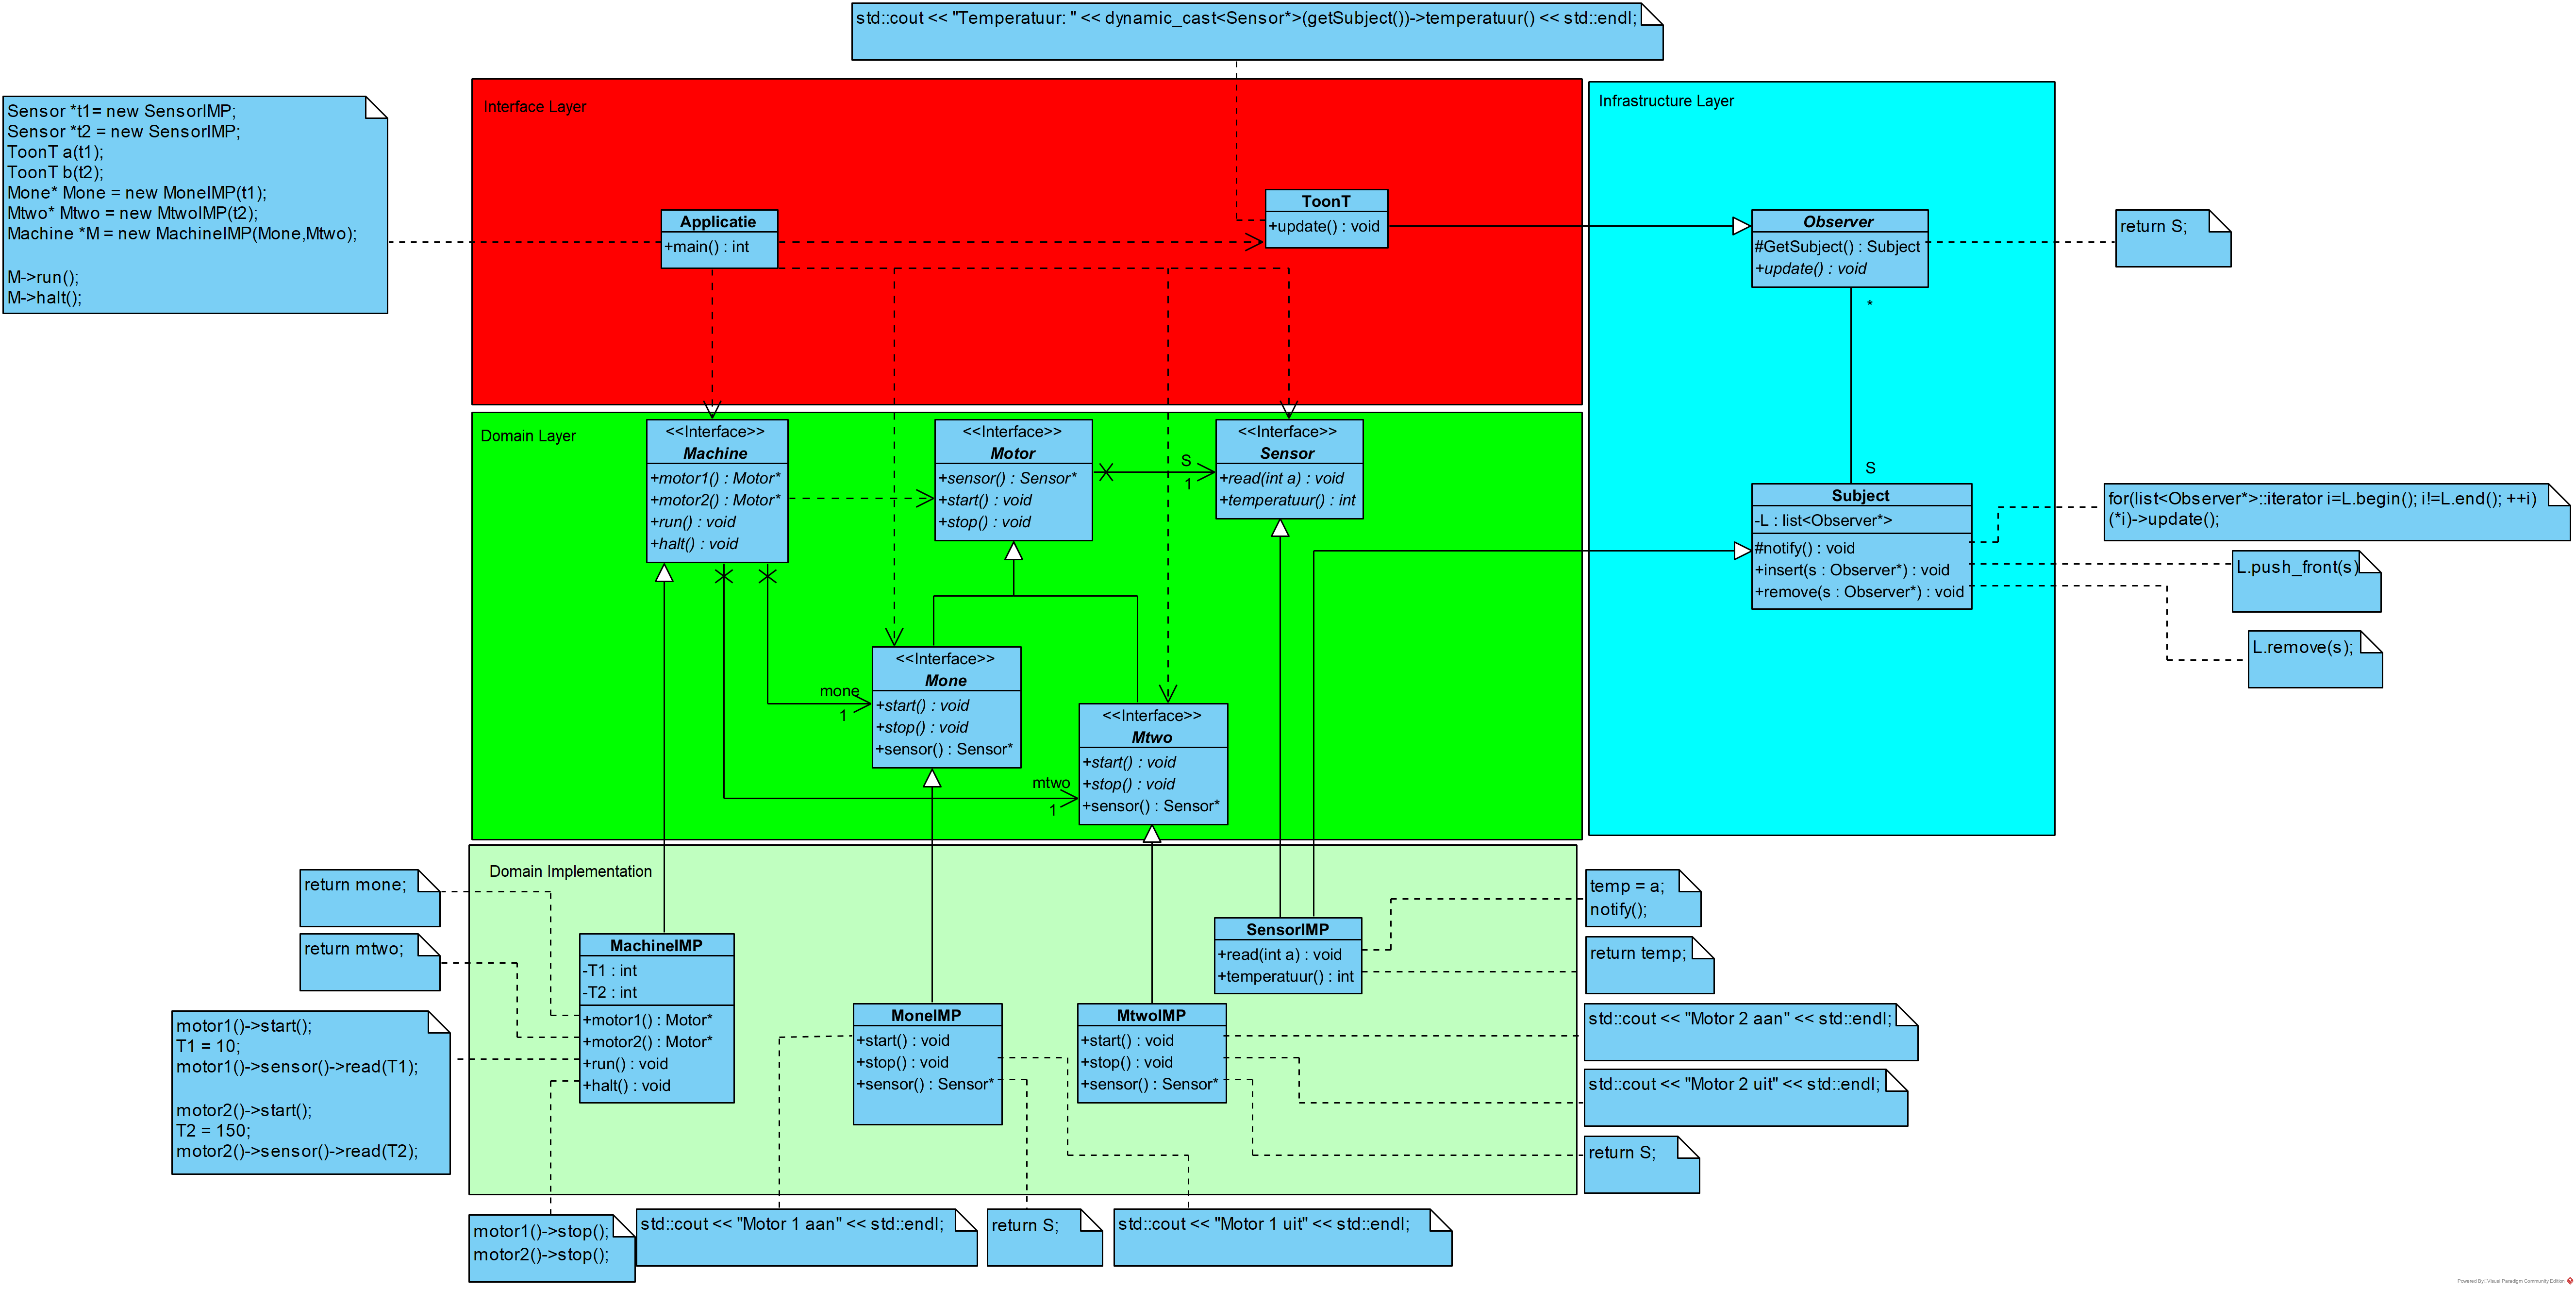 std::cout << "Temperatuur: " << dynamic_cast<Sensor*>(getSubject())->temperatuur() << std::endl;
Sensor *t1= new SensorIMP;
Sensor *t2 = new SensorIMP;
ToonT a(t1);
ToonT b(t2);
Mone* Mone = new MoneIMP(t1);
Mtwo* Mtwo = new MtwoIMP(t2);
Machine *M = new MachineIMP(Mone,Mtwo);
M->run();
M->halt();
Interface Layer
Applicatie
+main() : int
ToonT
+update() : void
Infrastructure Layer
Observer
#GetSubject() : Subject
+update() : void
return S;
*
S
Subject
-L : list<Observer*>
#notify() : void
+insert(s : Observer*) : void
+remove(s : Observer*) : void
for(list<Observer*>::iterator i=L.begin(); i!=L.end(); ++i)
(*i)->update();
L.push_front(s)
L.remove(s);
Domain Layer
<<Interface>>
Machine
+motor1() : Motor*
+motor2() : Motor*
+run() : void
+halt() : void
<<Interface>>
Motor
+sensor() : Sensor*
+start() : void
+stop() : void
S
1
<<Interface>>
Sensor
+read(int a) : void
+temperatuur() : int
mone
1
<<Interface>>
Mone
+start() : void
+stop() : void
+sensor() : Sensor*
mtwo
1
<<Interface>>
Mtwo
+start() : void
+stop() : void
+sensor() : Sensor*
Domain Implementation
return mone;
return mtwo;
motor1()->start();
T1 = 10;
motor1()->sensor()->read(T1);
motor2()->start();
T2 = 150;
motor2()->sensor()->read(T2);
MachineIMP
-T1 : int
-T2 : int
+motor1() : Motor*
+motor2() : Motor*
+run() : void
+halt() : void
MoneIMP
+start() : void
+stop() : void
+sensor() : Sensor*
MtwoIMP
+start() : void
+stop() : void
+sensor() : Sensor*
SensorIMP
+read(int a) : void
+temperatuur() : int
temp = a;
notify();
return temp;
std::cout << "Motor 2 aan" << std::endl;
std::cout << "Motor 2 uit" << std::endl;
return S;
motor1()->stop();
motor2()->stop();
std::cout << "Motor 1 aan" << std::endl;
return S;
std::cout << "Motor 1 uit" << std::endl;
Powered By: Visual Paradigm Community Edition